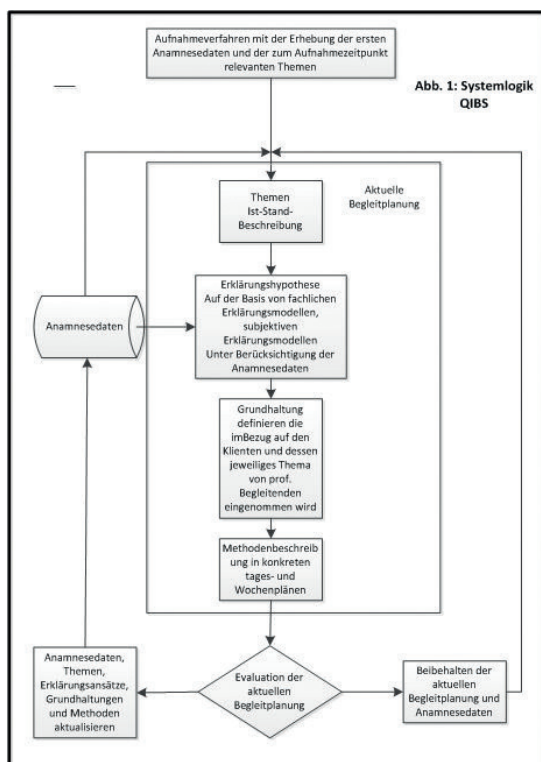 Aufnahmeverfahren mit der Erhebung der ersten
Anamnesedaten und der zum Aufnahmezeitpunkt
relevanten Themen
Abb. 1: Systemlogik
QIBS
Aktuelle
Begleitplanung
Themen
Ist-Stand-
Beschreibung
Anamnesedaten
Erklärungshypothese
Auf der Basis von fachlichen
Erklärungsmodellen,
subjektiven
Erklärungsmodellen
Unter Berücksichtigung der
Anamnesedaten
Grundhaltung
definieren die
imBezug auf den
Klienten und dessen
jeweiliges Thema
von prof.
Begleitenden
eingenommen wird
Methodenbeschreib
ung in konkreten
tages- und
Wochenplänen
Anamnesedaten,
Themen,
Erklärungsansätze,
Grundhaltungen
und Methoden
aktualisieren
Evaluation der
aktuellen
Begleitplanung
Beibehalten der
aktuellen
Begleitplanung und
Anamnesedaten